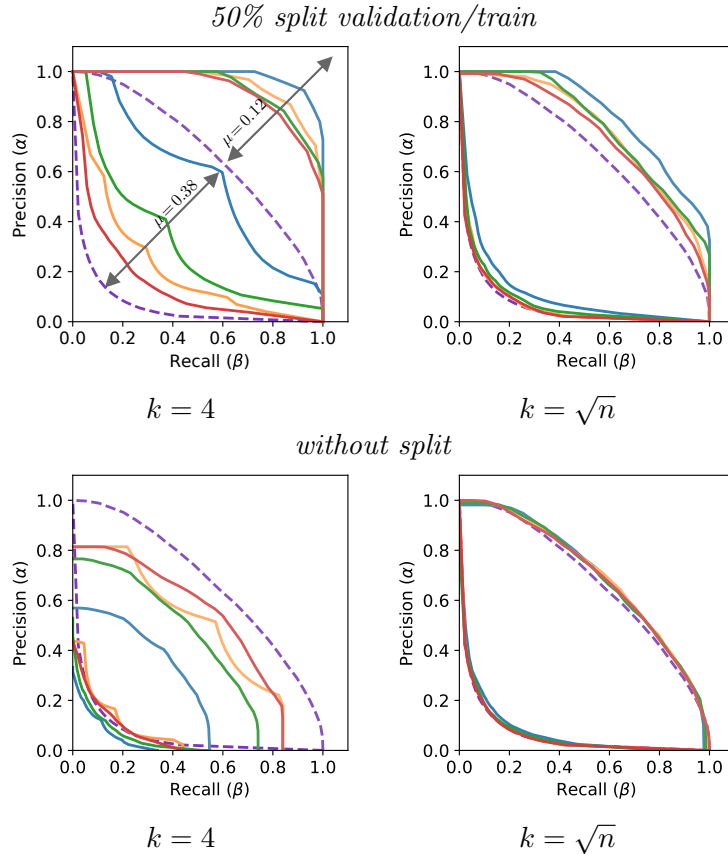 50% split validation/train
1.0
0.8
0.6
0.4
0.2
0.0
Precision (α)
μ = 0.12
μ = 0.38
0.0 0.2 0.4 0.6 0.8 1.0
Recall (β)
k = 4
1.0
0.8
0.6
0.4
0.2
0.0
Precision (α)
0.0 0.2 0.4 0.6 0.8 1.0
Recall (β)
k = √n
without split
1.0
0.8
0.6
0.4
0.2
0.0
Precision (α)
0.0 0.2 0.4 0.6 0.8 1.0
Recall (β)
k = 4
1.0
0.8
0.6
0.4
0.2
0.0
Precision (α)
0.0 0.2 0.4 0.6 0.8 1.0
Recall (β)
k = √n